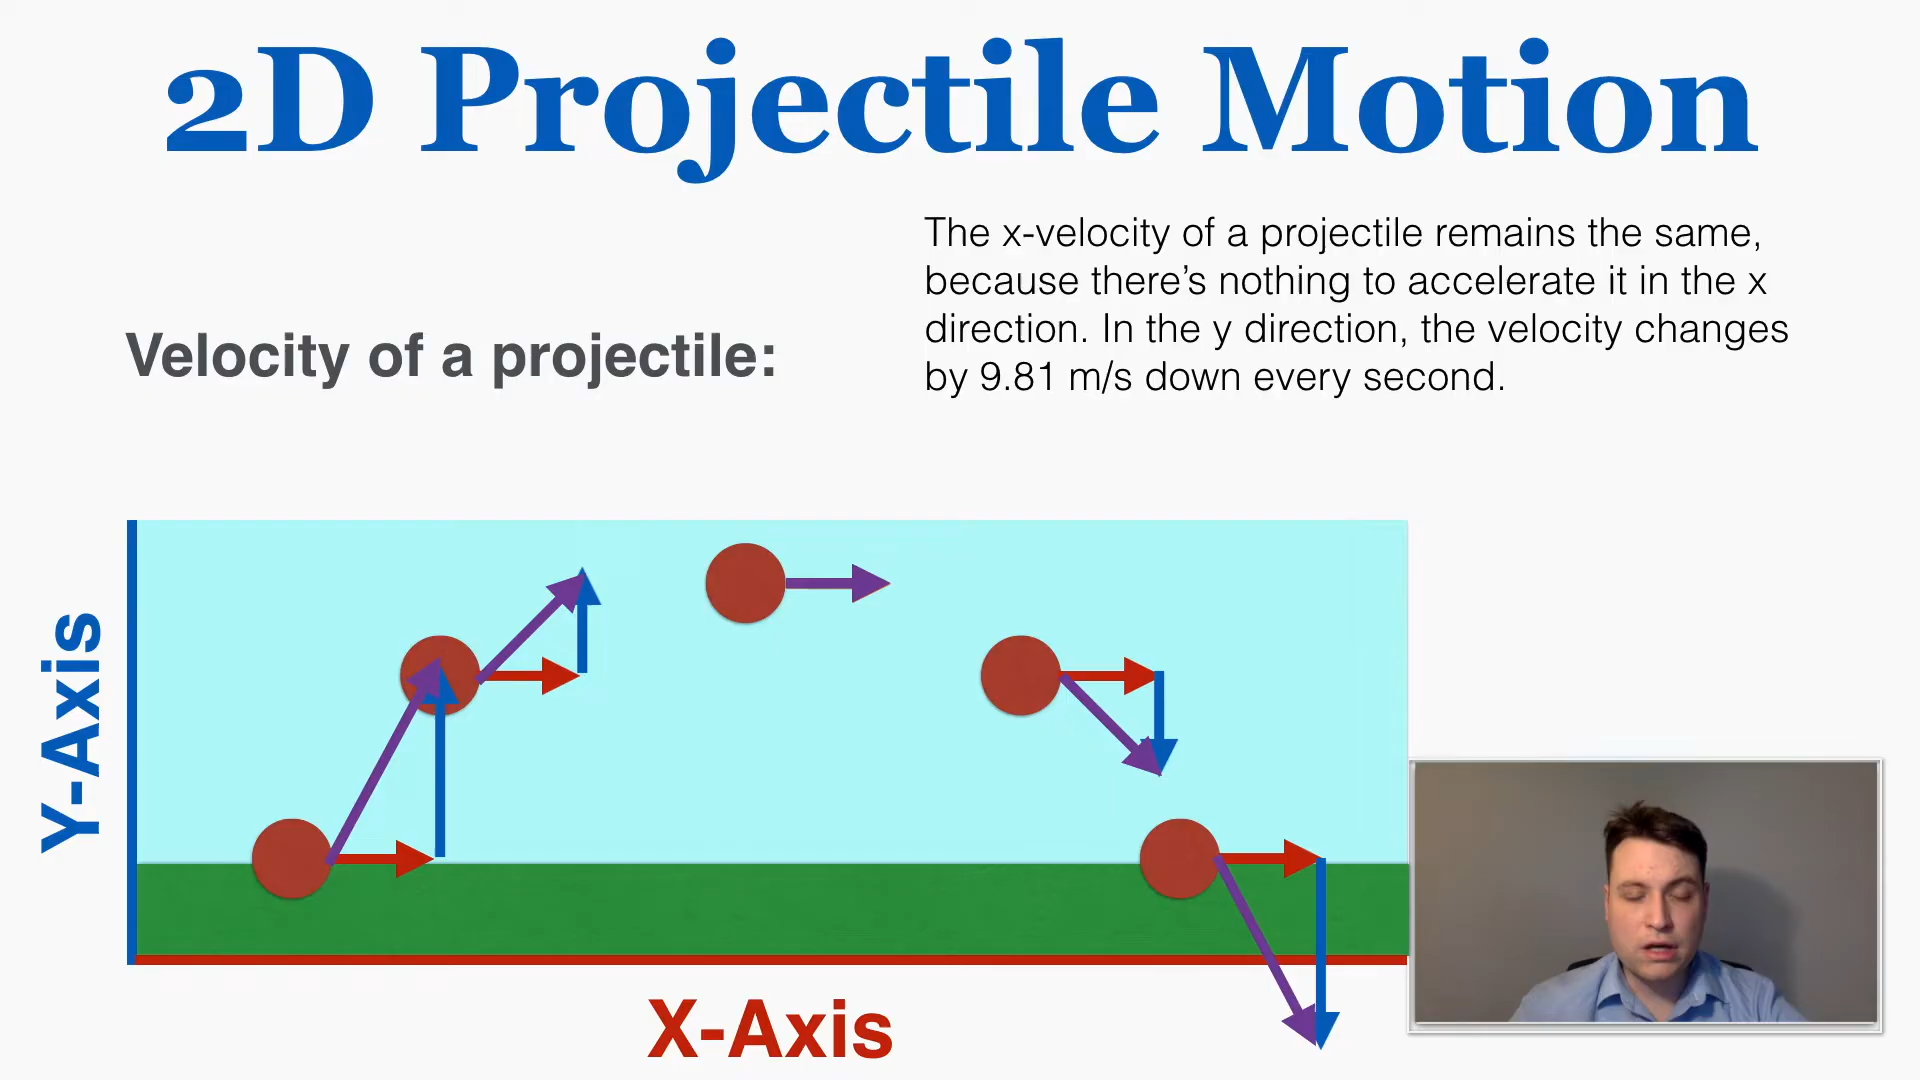 2D Projectile Motion
The x-velocity of a projectile remains the same,
because there’s nothing to accelerate it in the x
direction. In the y direction, the velocity changes
by 9.81 m/s down every second.
Velocity of a projectile:
Y-Axis
X-Axis